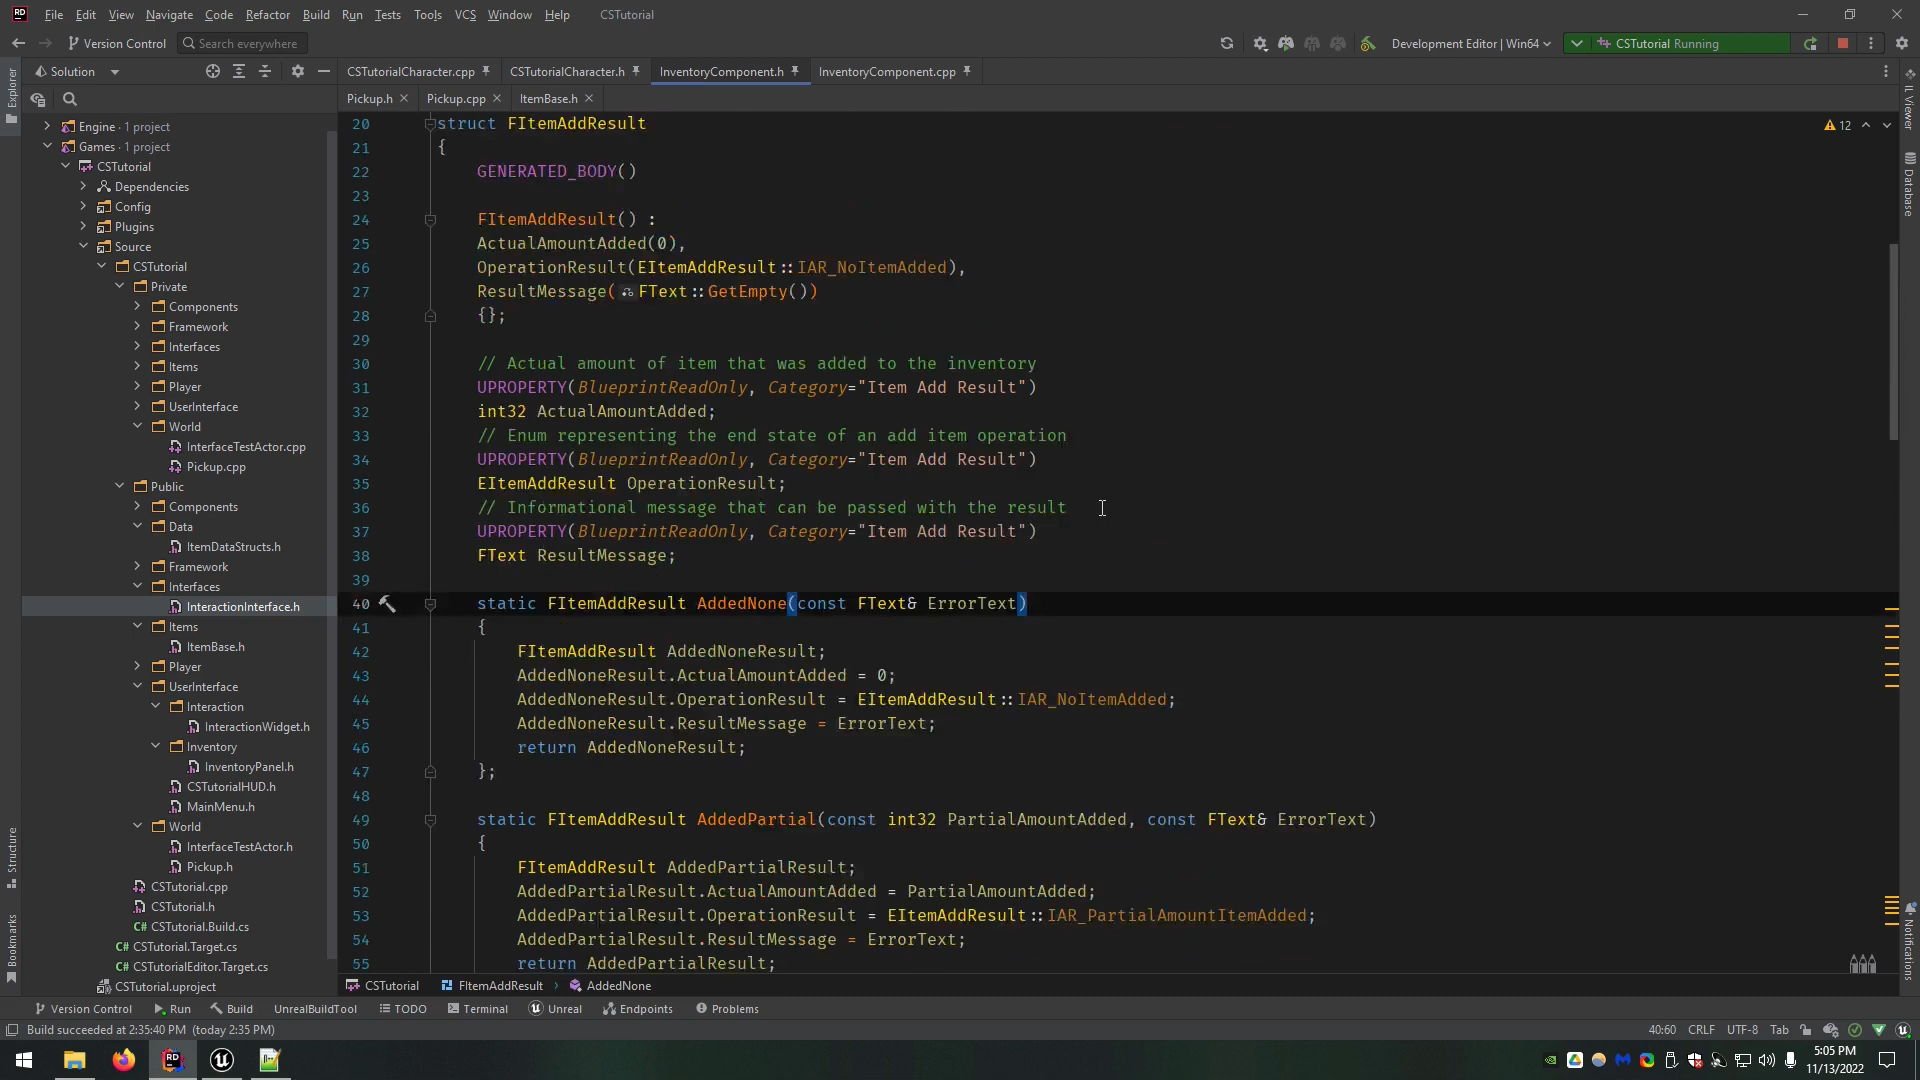 RD File Edit View Navigate Code Refactor Build Run Tests Tools VCS Window Help CSTutorial
Version Control Search everywhere Development Editor | Win64 CSTutorial Running
Explorer
Solution CSTutorialCharacter.cpp CSTutorialCharacter.h InventoryComponent.h InventoryComponent.cpp
Pickup.h Pickup.cpp ItemBase.h
IL Viewer
Database
12
Engine · 1 project
Games · 1 project
CSTutorial
Dependencies
Config
Plugins
Source
CSTutorial
Private
Components
Framework
Interfaces
Items
Player
UserInterface
World
InterfaceTestActor.cpp
Pickup.cpp
Public
Components
Data
ItemDataStructs.h
Framework
Interfaces
InteractionInterface.h
Items
ItemBase.h
Player
UserInterface
Interaction
InteractionWidget.h
Inventory
InventoryPanel.h
CSTutorialHUD.h
MainMenu.h
World
InterfaceTestActor.h
Pickup.h
CSTutorial.cpp
CSTutorial.h
C# CSTutorial.Build.cs
C# CSTutorial.Target.cs
C# CSTutorialEditor.Target.cs
CSTutorial.uproject
20 struct FItemAddResult
21 {
22 GENERATED_BODY()
23
24 FItemAddResult() :
25 ActualAmountAdded(0),
26 OperationResult(EItemAddResult::IAR_NoItemAdded),
27 ResultMessage(FText::GetEmpty())
28 {};
29
30 // Actual amount of item that was added to the inventory
31 UPROPERTY(BlueprintReadOnly, Category="Item Add Result")
32 int32 ActualAmountAdded;
33 // Enum representing the end state of an add item operation
34 UPROPERTY(BlueprintReadOnly, Category="Item Add Result")
35 EItemAddResult OperationResult;
36 // Informational message that can be passed with the result
37 UPROPERTY(BlueprintReadOnly, Category="Item Add Result")
38 FText ResultMessage;
39
40 static FItemAddResult AddedNone(const FText& ErrorText)
41 {
42 FItemAddResult AddedNoneResult;
43 AddedNoneResult.ActualAmountAdded = 0;
44 AddedNoneResult.OperationResult = EItemAddResult::IAR_NoItemAdded;
45 AddedNoneResult.ResultMessage = ErrorText;
46 return AddedNoneResult;
47 };
48
49 static FItemAddResult AddedPartial(const int32 PartialAmountAdded, const FText& ErrorText)
50 {
51 FItemAddResult AddedPartialResult;
52 AddedPartialResult.ActualAmountAdded = PartialAmountAdded;
53 AddedPartialResult.OperationResult = EItemAddResult::IAR_PartialAmountItemAdded;
54 AddedPartialResult.ResultMessage = ErrorText;
55 return AddedPartialResult;
Structure
Bookmarks
Notifications
CSTutorial FItemAddResult AddedNone
Version Control Run Build UnrealBuildTool TODO Terminal Unreal Endpoints Problems
Build succeeded at 2:35:40 PM (today 2:35 PM) 40:60 CRLF UTF-8 Tab
5:05 PM
11/13/2022